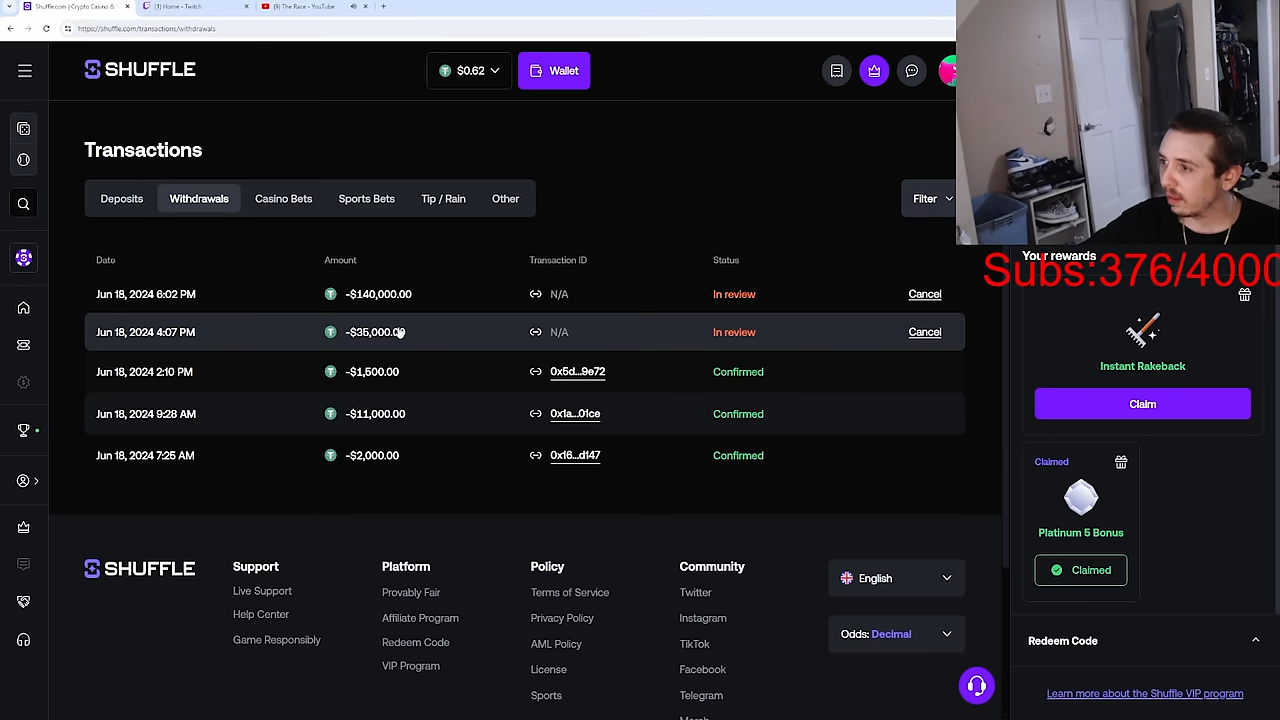 Shuffle.com | Crypto Casino &
(1) Home - Twitch
(9) The Race - YouTube
https://shuffle.com/transactions/withdrawals
SHUFFLE
$0.62
Wallet
Transactions
Deposits
Withdrawals
Casino Bets
Sports Bets
Tip / Rain
Other
Filter
Date Amount Transaction ID Status
Jun 18, 2024 6:02 PM -$140,000.00 N/A In review Cancel
Jun 18, 2024 4:07 PM -$35,000.00 N/A In review Cancel
Jun 18, 2024 2:10 PM -$1,500.00 0x5d...9e72 Confirmed
Jun 18, 2024 9:28 AM -$11,000.00 0x1a...01ce Confirmed
Jun 18, 2024 7:25 AM -$2,000.00 0x16...d147 Confirmed
Your rewards
Subs:376/4000
Instant Rakeback
Claim
Claimed
Platinum 5 Bonus
Claimed
Redeem Code
Learn more about the Shuffle VIP program
SHUFFLE
Support
Live Support
Help Center
Game Responsibly
Platform
Provably Fair
Affiliate Program
Redeem Code
VIP Program
Policy
Terms of Service
Privacy Policy
AML Policy
License
Sports
Community
Twitter
Instagram
TikTok
Facebook
Telegram
English
Odds: Decimal